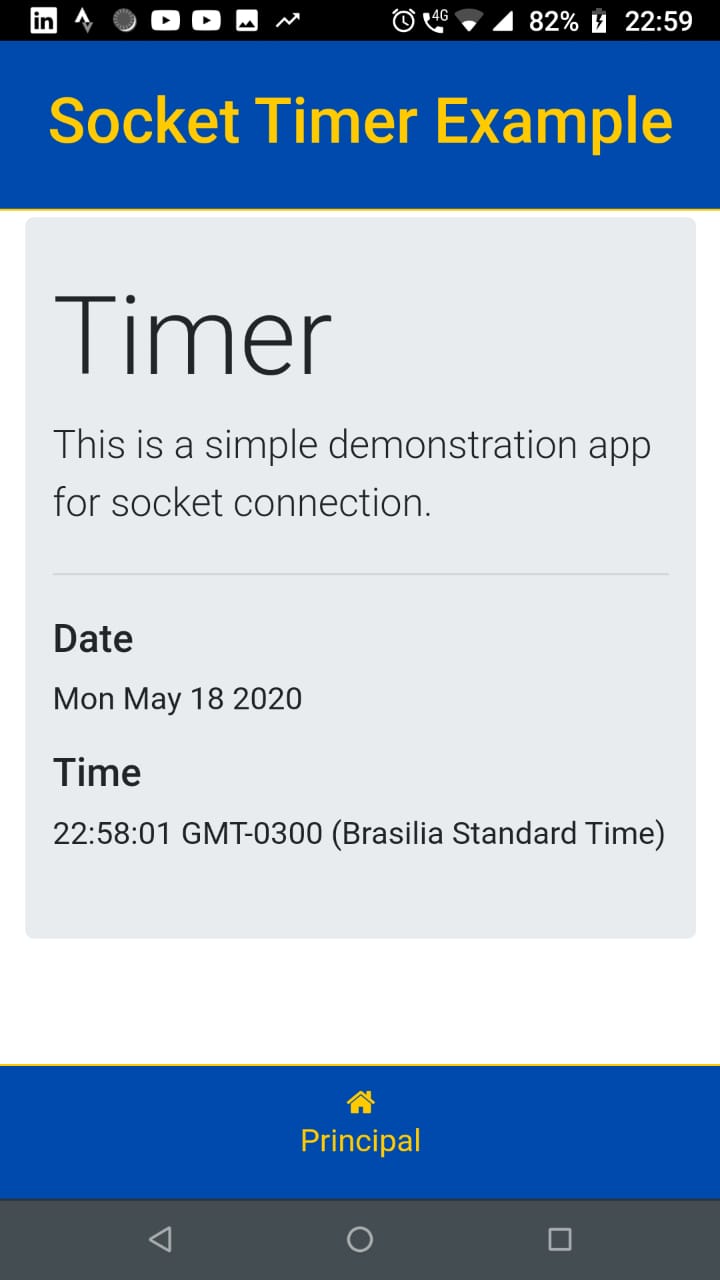 in 4G 82% 22:59
Socket Timer Example
Timer
This is a simple demonstration app
for socket connection.
Date
Mon May 18 2020
Time
22:58:01 GMT-0300 (Brasilia Standard Time)
Principal